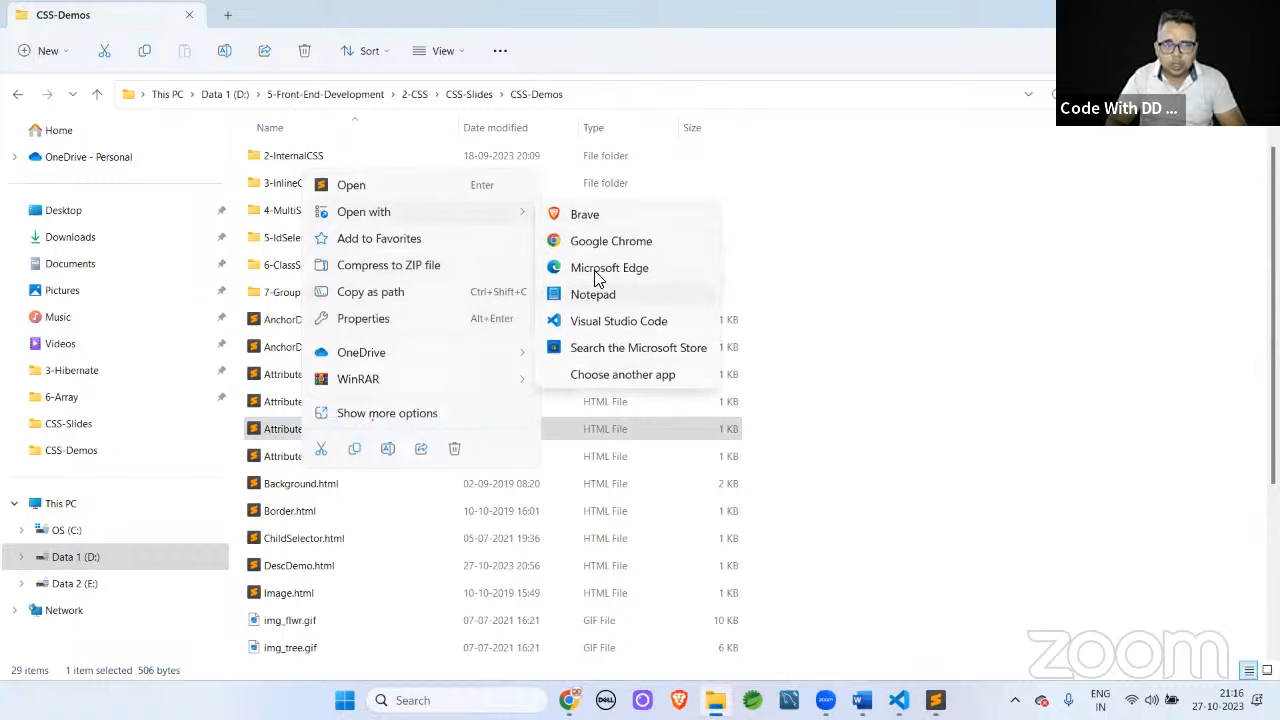 CSS-Demos
New
Sort
View
This PC
Data 1 (D:)
5-Front-End-Development
2-CSS
CSS-Slides
CSS-Demos
Code With DD ...
Name
Date modified
Type
Size
Home
OneDrive - Personal
Desktop
Downloads
Documents
Pictures
Music
Videos
3-Hibernate
6-Array
CSS-Slides
CSS-Demos
This PC
OS (C:)
Data 1 (D:)
Data 2 (E:)
Network
2-InternalCSS 18-09-2023 20:09 File folder
3-InlineC File folder
4-MultiS
5-IdSele
6-ClassS
7-Group
AnchorD 1 KB
AnchorD 1 KB
Attribute 1 KB
Attribute HTML File 1 KB
Attribute HTML File 1 KB
Attribute HTML File 1 KB
Background.html 02-09-2019 08:20 HTML File 2 KB
Border.html 10-10-2019 16:01 HTML File 1 KB
ChildSelector.html 05-07-2021 19:36 HTML File 1 KB
DescDemo.html 27-10-2023 20:56 HTML File 1 KB
Image.html 10-10-2019 15:49 HTML File 1 KB
img_flwr.gif 07-07-2021 16:21 GIF File 10 KB
img_tree.gif 07-07-2021 16:21 GIF File 6 KB
Open Enter
Open with
Add to Favorites
Compress to ZIP file
Copy as path Ctrl+Shift+C
Properties Alt+Enter
OneDrive
WinRAR
Show more options
Brave
Google Chrome
Microsoft Edge
Notepad
Visual Studio Code
Search the Microsoft Store
Choose another app
zoom
29 items 1 item selected 506 bytes
Search
DELL
zoom
ENG
IN
21:16
27-10-2023